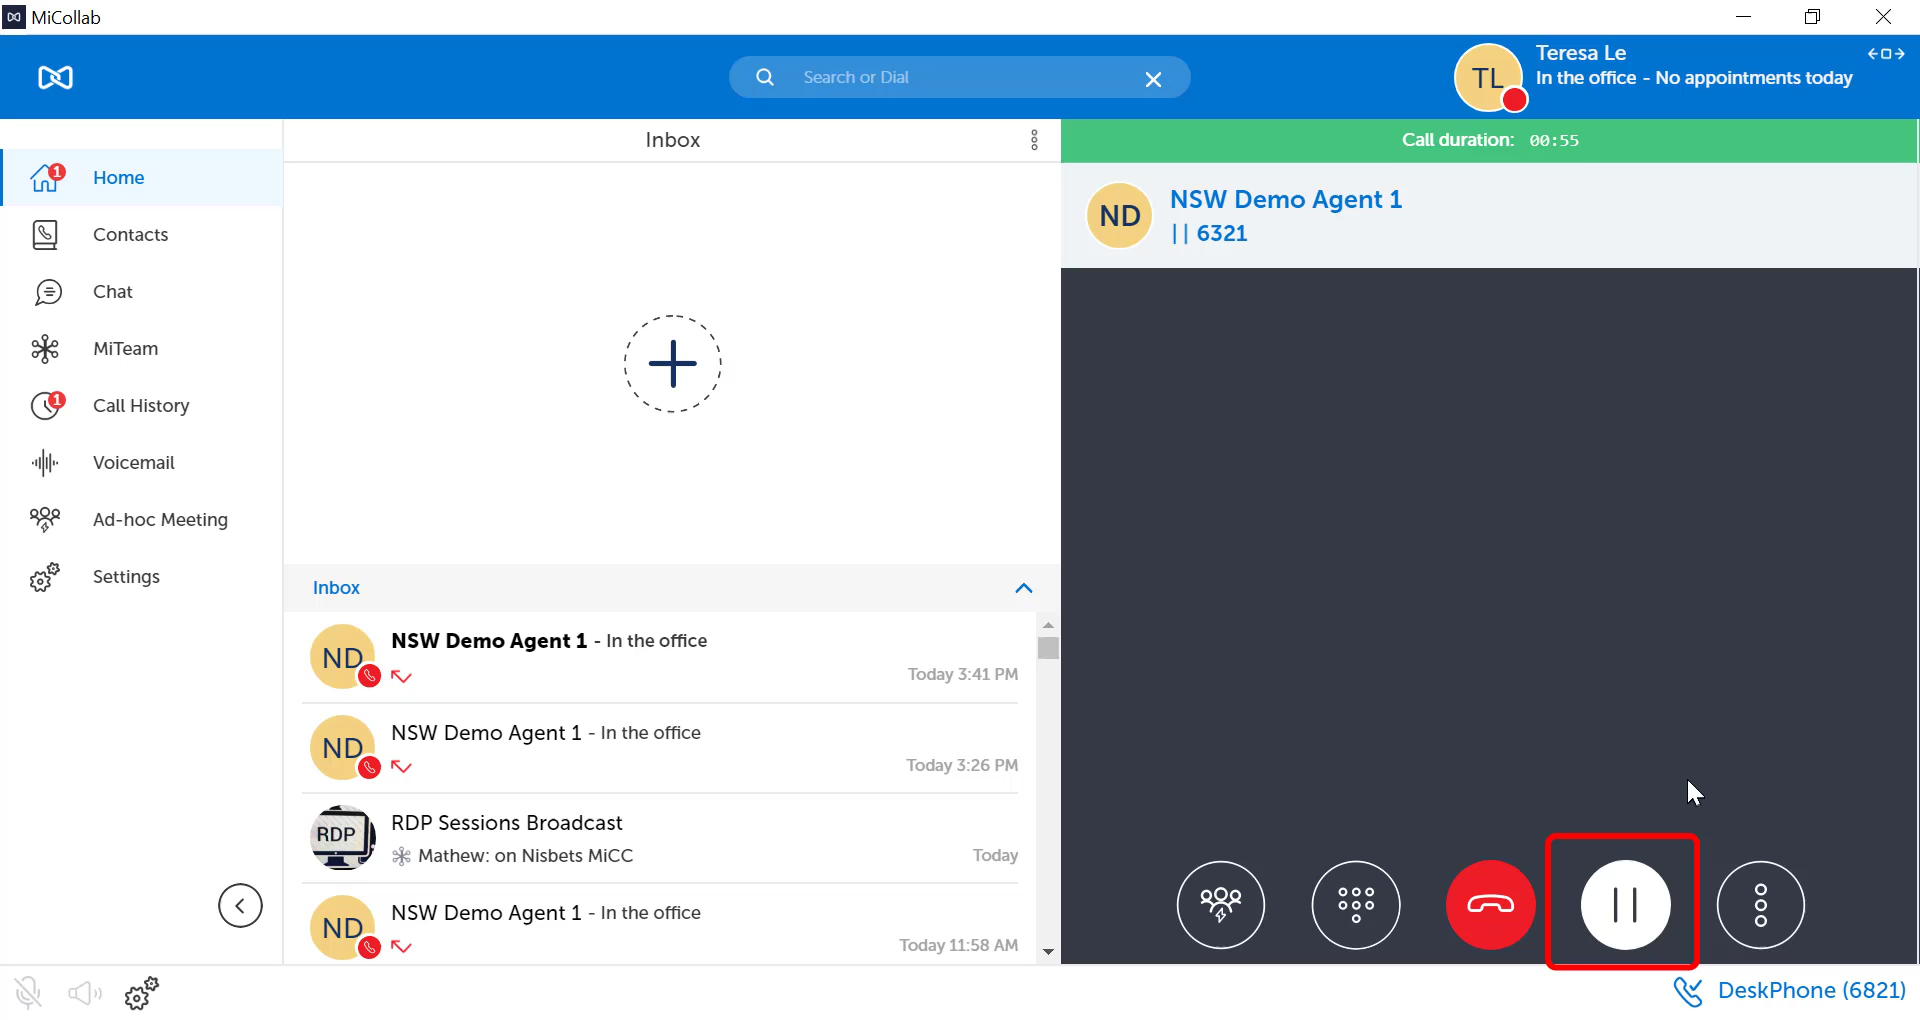 MiCollab
Search or Dial
TL
Teresa Le
In the office - No appointments today
1
Home
Contacts
Chat
MiTeam
1
Call History
Voicemail
Ad-hoc Meeting
Settings
Inbox
Inbox
ND
NSW Demo Agent 1 - In the office
Today 3:41 PM
ND
NSW Demo Agent 1 - In the office
Today 3:26 PM
RDP
RDP Sessions Broadcast
Mathew: on Nisbets MiCC
Today
ND
NSW Demo Agent 1 - In the office
Today 11:58 AM
Call duration: 00:55
ND
NSW Demo Agent 1
|| 6321
DeskPhone (6821)